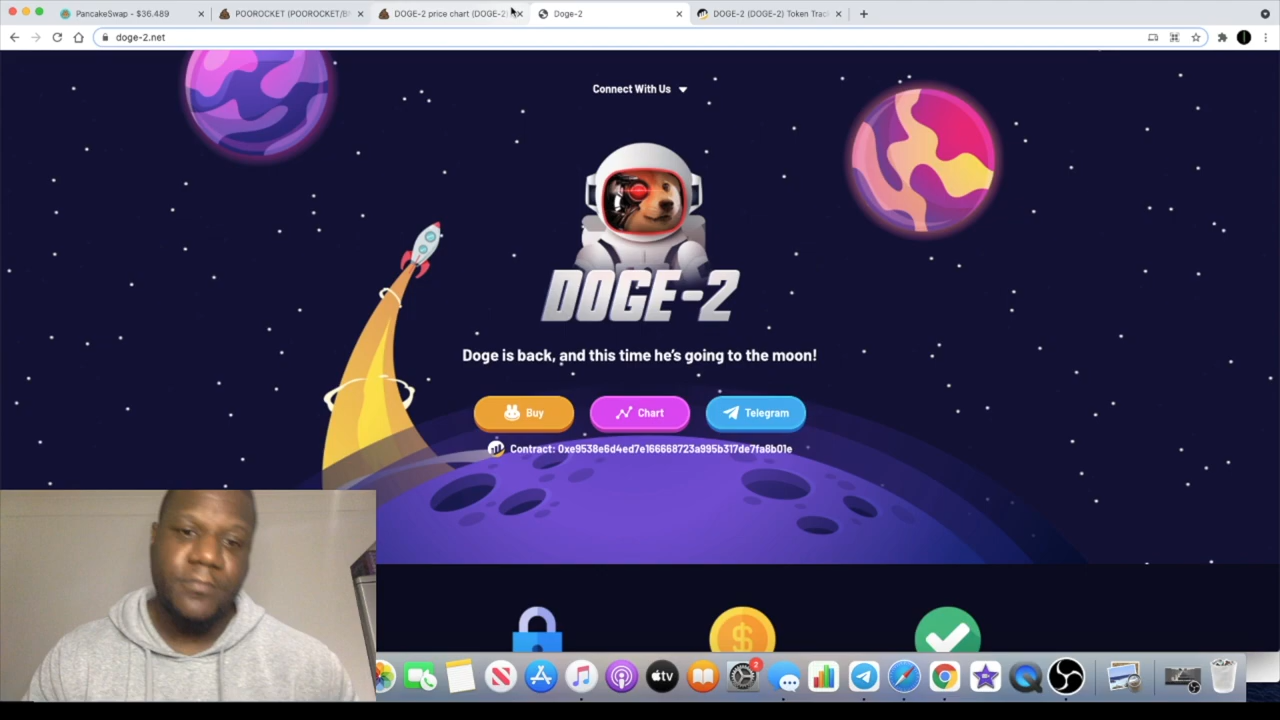 PancakeSwap - $36.489
POOROCKET (POOROCKET/B
DOGE-2 price chart (DOGE-2)
Doge-2
DOGE-2 (DOGE-2) Token Trac
doge-2.net
Connect With Us
DOGE-2
Doge is back, and this time he's going to the moon!
Buy
Chart
Telegram
Contract: 0xe9538e6d4ed7e166668723a995b317de7fa8b01e
tv
2